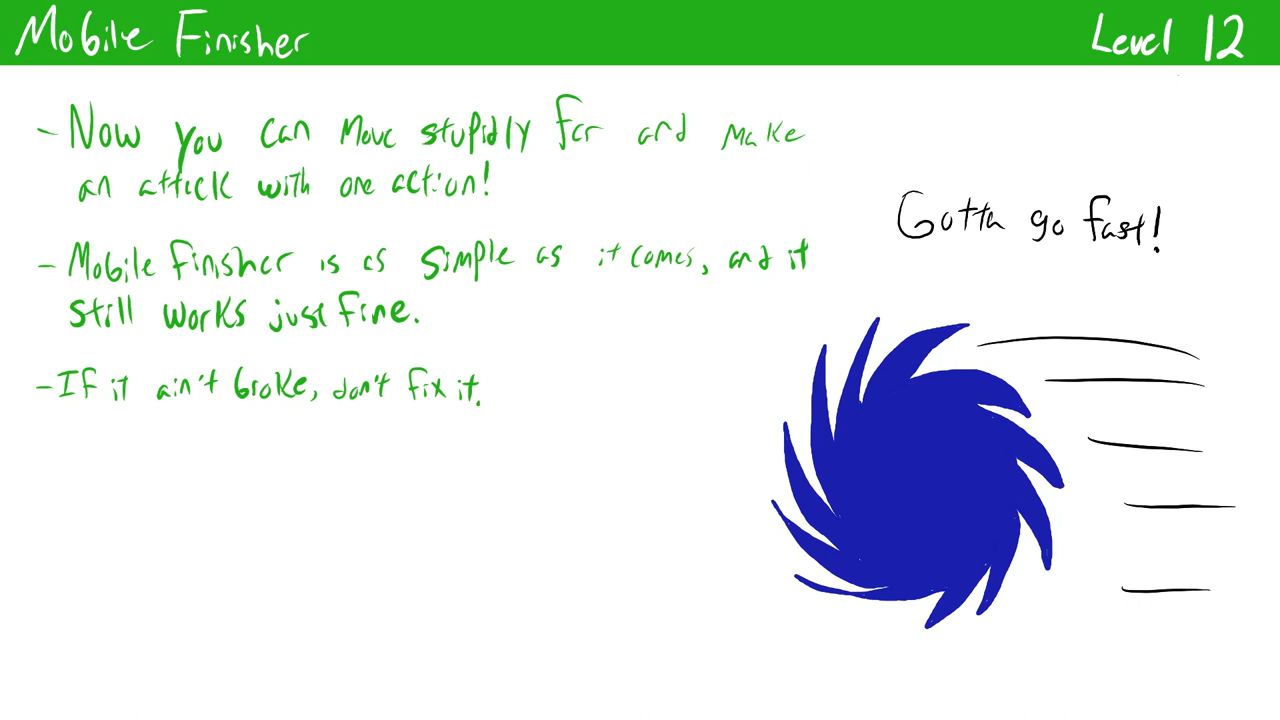 Mobile Finisher
Level 12
- Now you can move stupidly far and make
an attack with one action!
Gotta go fast!
- Mobile Finisher is as simple as it comes, and it
still works just fine.
- If it ain't broke, don't fix it.